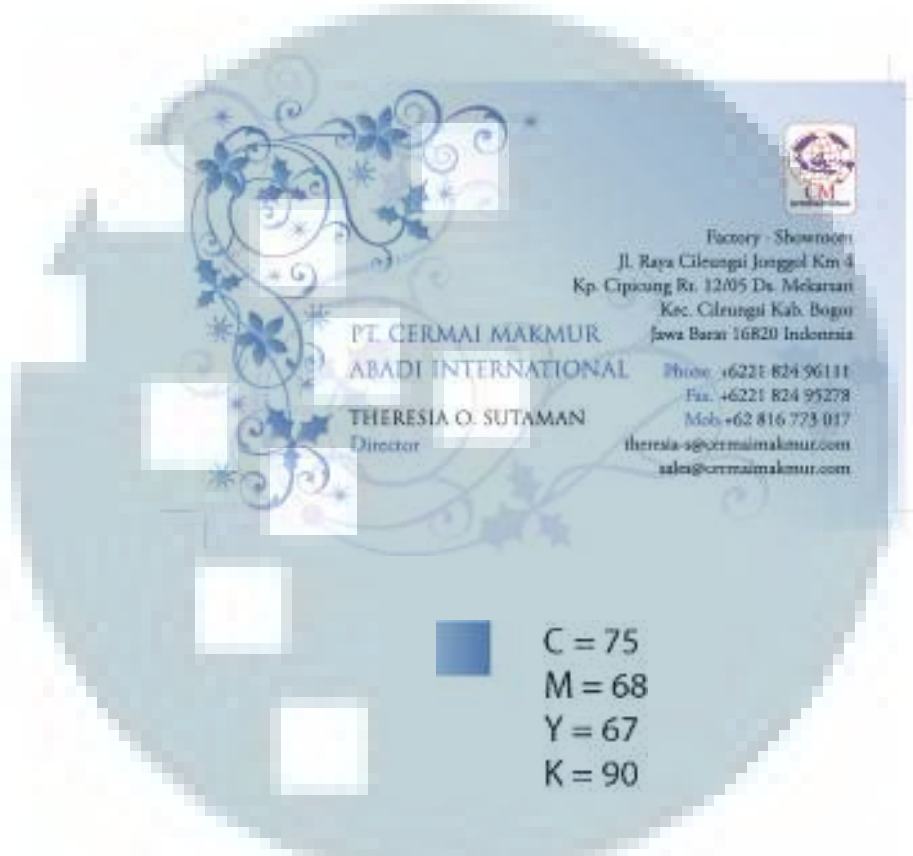 CM
INTERNATIONAL
Factory - Showroom
Jl. Raya Cileungsi Jonggol Km 4
Kp. Cipicung Rt. 12/05 Ds. Mekarsari
Kec. Cileungsi Kab. Bogor
Jawa Barat 16820 Indonesia
PT. CERMAI MAKMUR
ABADI INTERNATIONAL
Phone +6221 824 96111
Fax. +6221 824 95278
Mob. +62 816 773 017
THERESIA O. SUTAMAN
Director
theresia-s@cermaimakmur.com
sales@cermaimakmur.com
C = 75
M = 68
Y = 67
K = 90